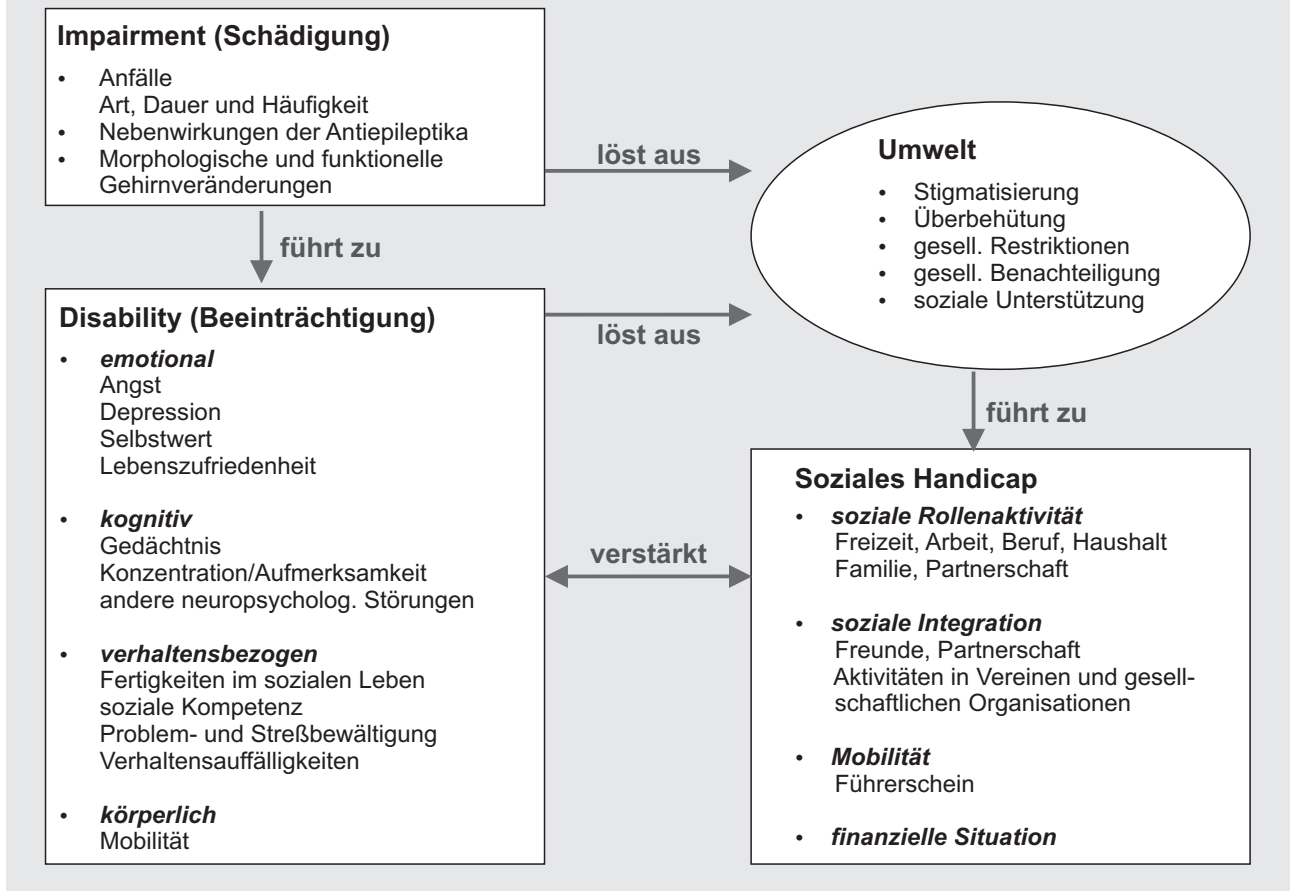 Impairment (Schädigung)
• Anfälle
Art, Dauer und Häufigkeit
• Nebenwirkungen der Antiepileptika
• Morphologische und funktionelle
Gehirnveränderungen
löst aus
Umwelt
• Stigmatisierung
• Überbehütung
• gesell. Restriktionen
• gesell. Benachteiligung
• soziale Unterstützung
führt zu
Disability (Beeinträchtigung)
• emotional
Angst
Depression
Selbstwert
Lebenszufriedenheit
• kognitiv
Gedächtnis
Konzentration/Aufmerksamkeit
andere neuropsycholog. Störungen
• verhaltensbezogen
Fertigkeiten im sozialen Leben
soziale Kompetenz
Problem- und Streßbewältigung
Verhaltensauffälligkeiten
• körperlich
Mobilität
löst aus
führt zu
verstärkt
Soziales Handicap
• soziale Rollenaktivität
Freizeit, Arbeit, Beruf, Haushalt
Familie, Partnerschaft
• soziale Integration
Freunde, Partnerschaft
Aktivitäten in Vereinen und gesell-
schaftlichen Organisationen
• Mobilität
Führerschein
• finanzielle Situation